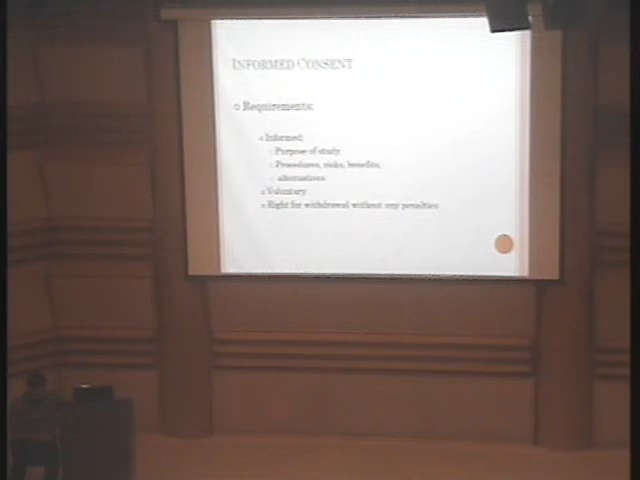 INFORMED CONSENT
Requirements:
Informed:
Purpose of study
Procedures, risks, benefits,
alternatives
Voluntary
Right for withdrawal without any penalties